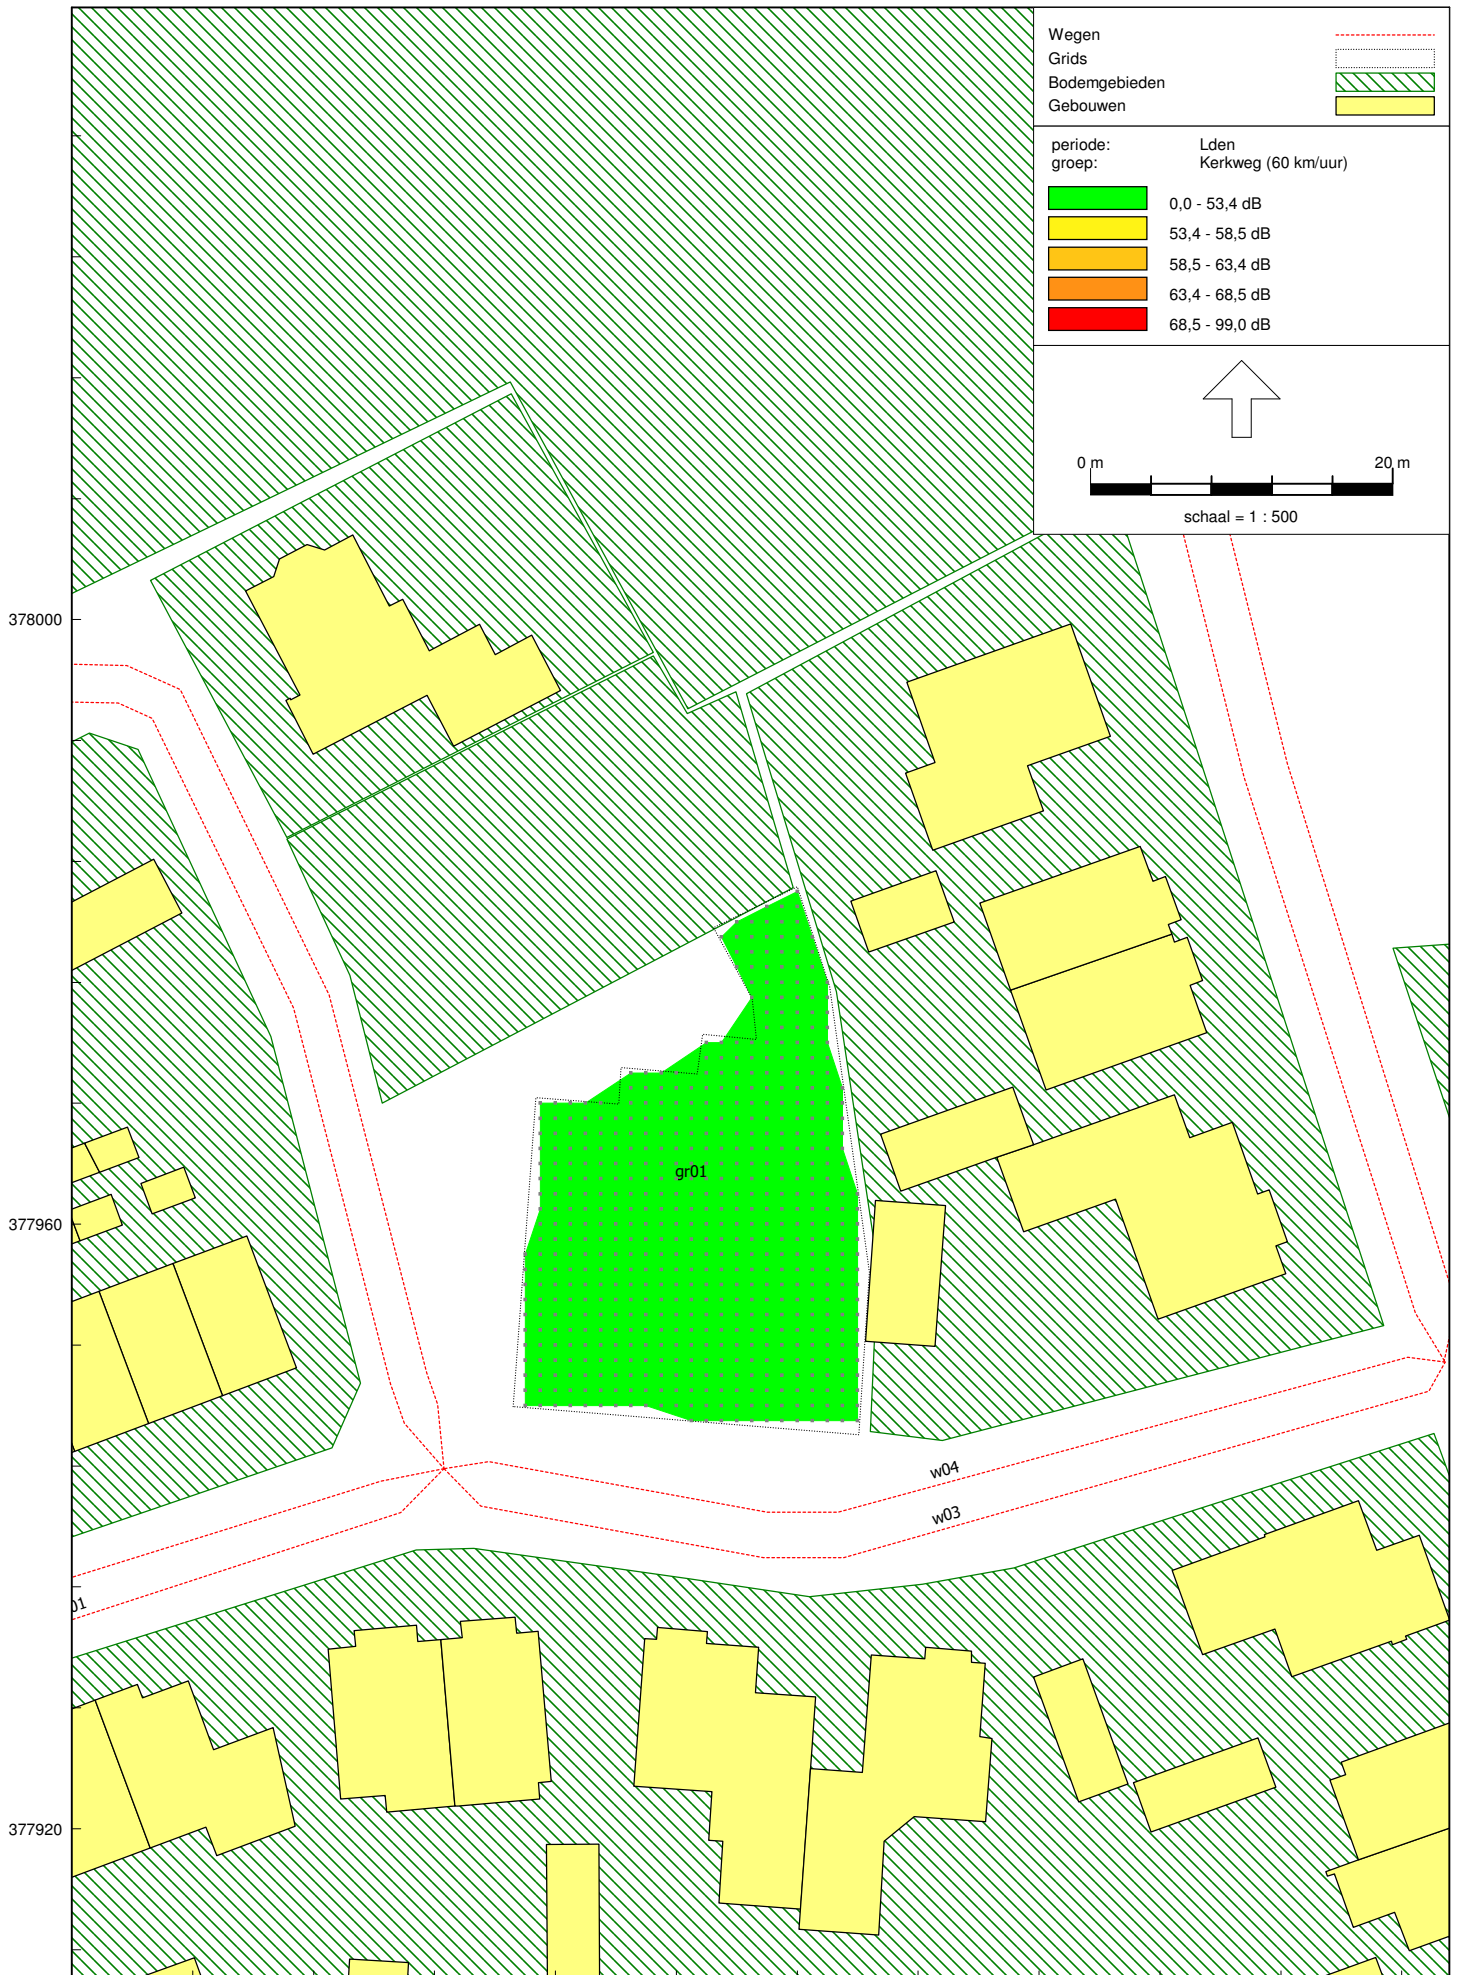 Wegen
Grids
Bodemgebieden
Gebouwen
periode: Lden
groep: Kerkweg (60 km/uur)
0,0 - 53,4 dB
53,4 - 58,5 dB
58,5 - 63,4 dB
63,4 - 68,5 dB
68,5 - 99,0 dB
0 m 20 m
schaal = 1 : 500
378000
gr01
377960
w04
w03
01
377920